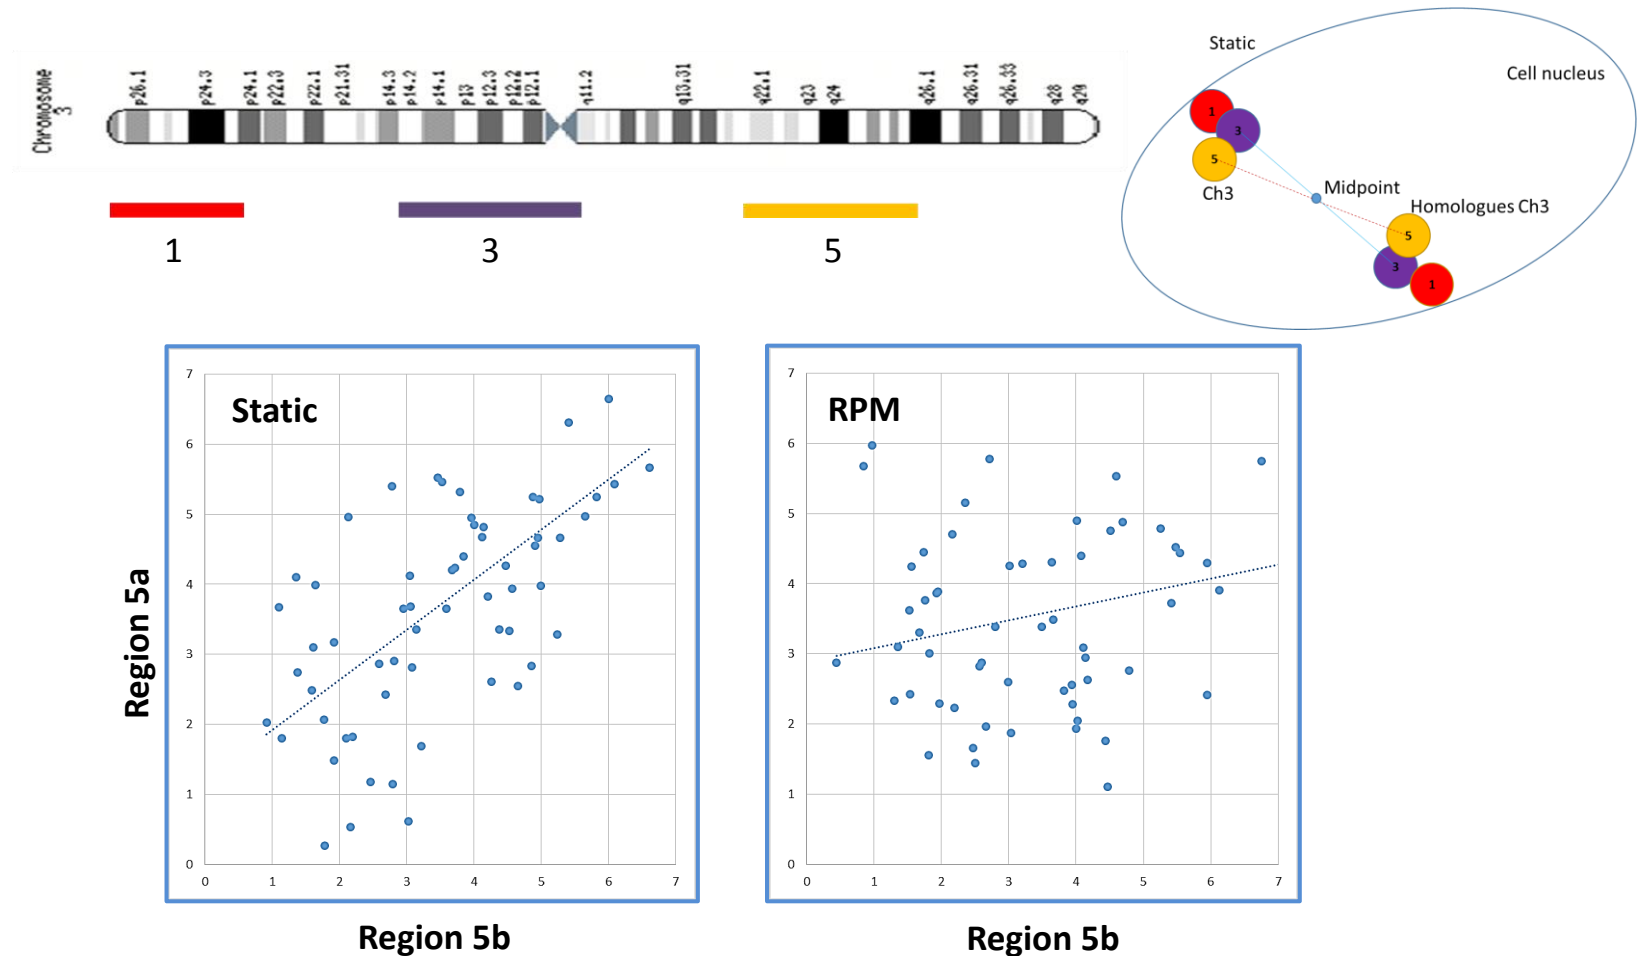 Chromosome
3
p26.1 p24.3 p24.1 p22.3 p22.1 p21.31 p14.3 p14.2 p14.1 p13 p12.3 p12.2 p12.1 q11.2 q13.31 q22.1 q23 q24 q26.1 q26.31 q26.33 q28 q29
1 3 5
Static
Cell nucleus
1
3
5
Ch3
Midpoint
Homologues Ch3
5
3
1
Region 5a
Static
7
6
5
4
3
2
1
0
0 1 2 3 4 5 6 7
Region 5b
RPM
7
6
5
4
3
2
1
0
0 1 2 3 4 5 6 7
Region 5b